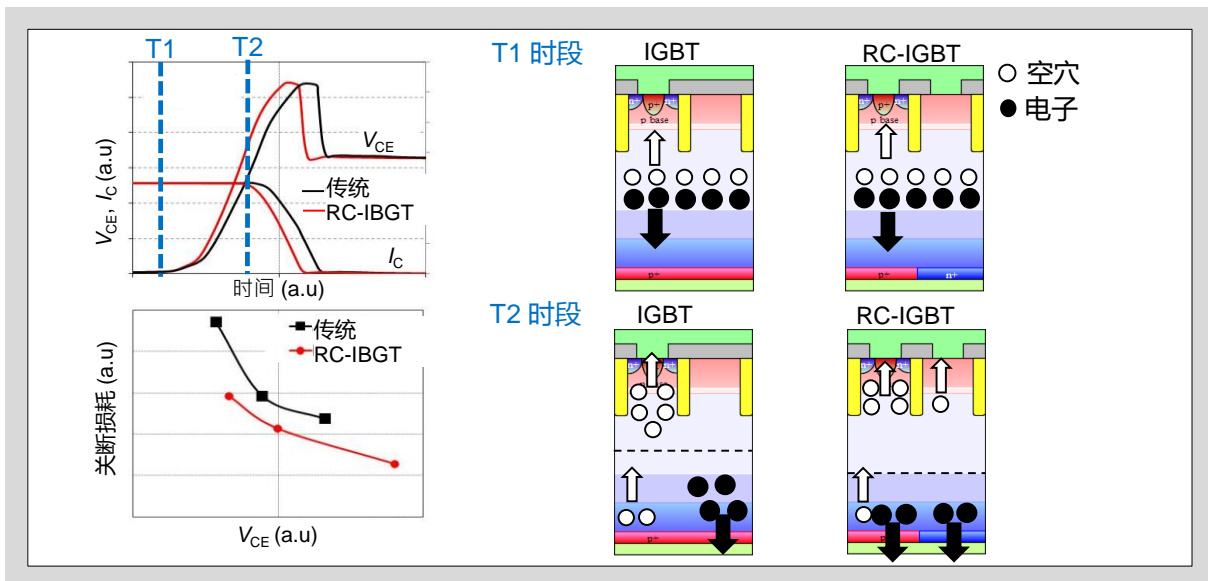 T1
T2
VCE, IC (a.u)
VCE
传统
RC-IBGT
IC
时间 (a.u)
关断损耗 (a.u)
传统
RC-IBGT
VCE (a.u)
T1 时段
IGBT
RC-IGBT
空穴
电子
n+
p+
n+
p base
p+
n+
p+
n+
p base
p+
n+
T2 时段
IGBT
RC-IGBT
n+
n+
p+
n+
n+
p+
n+